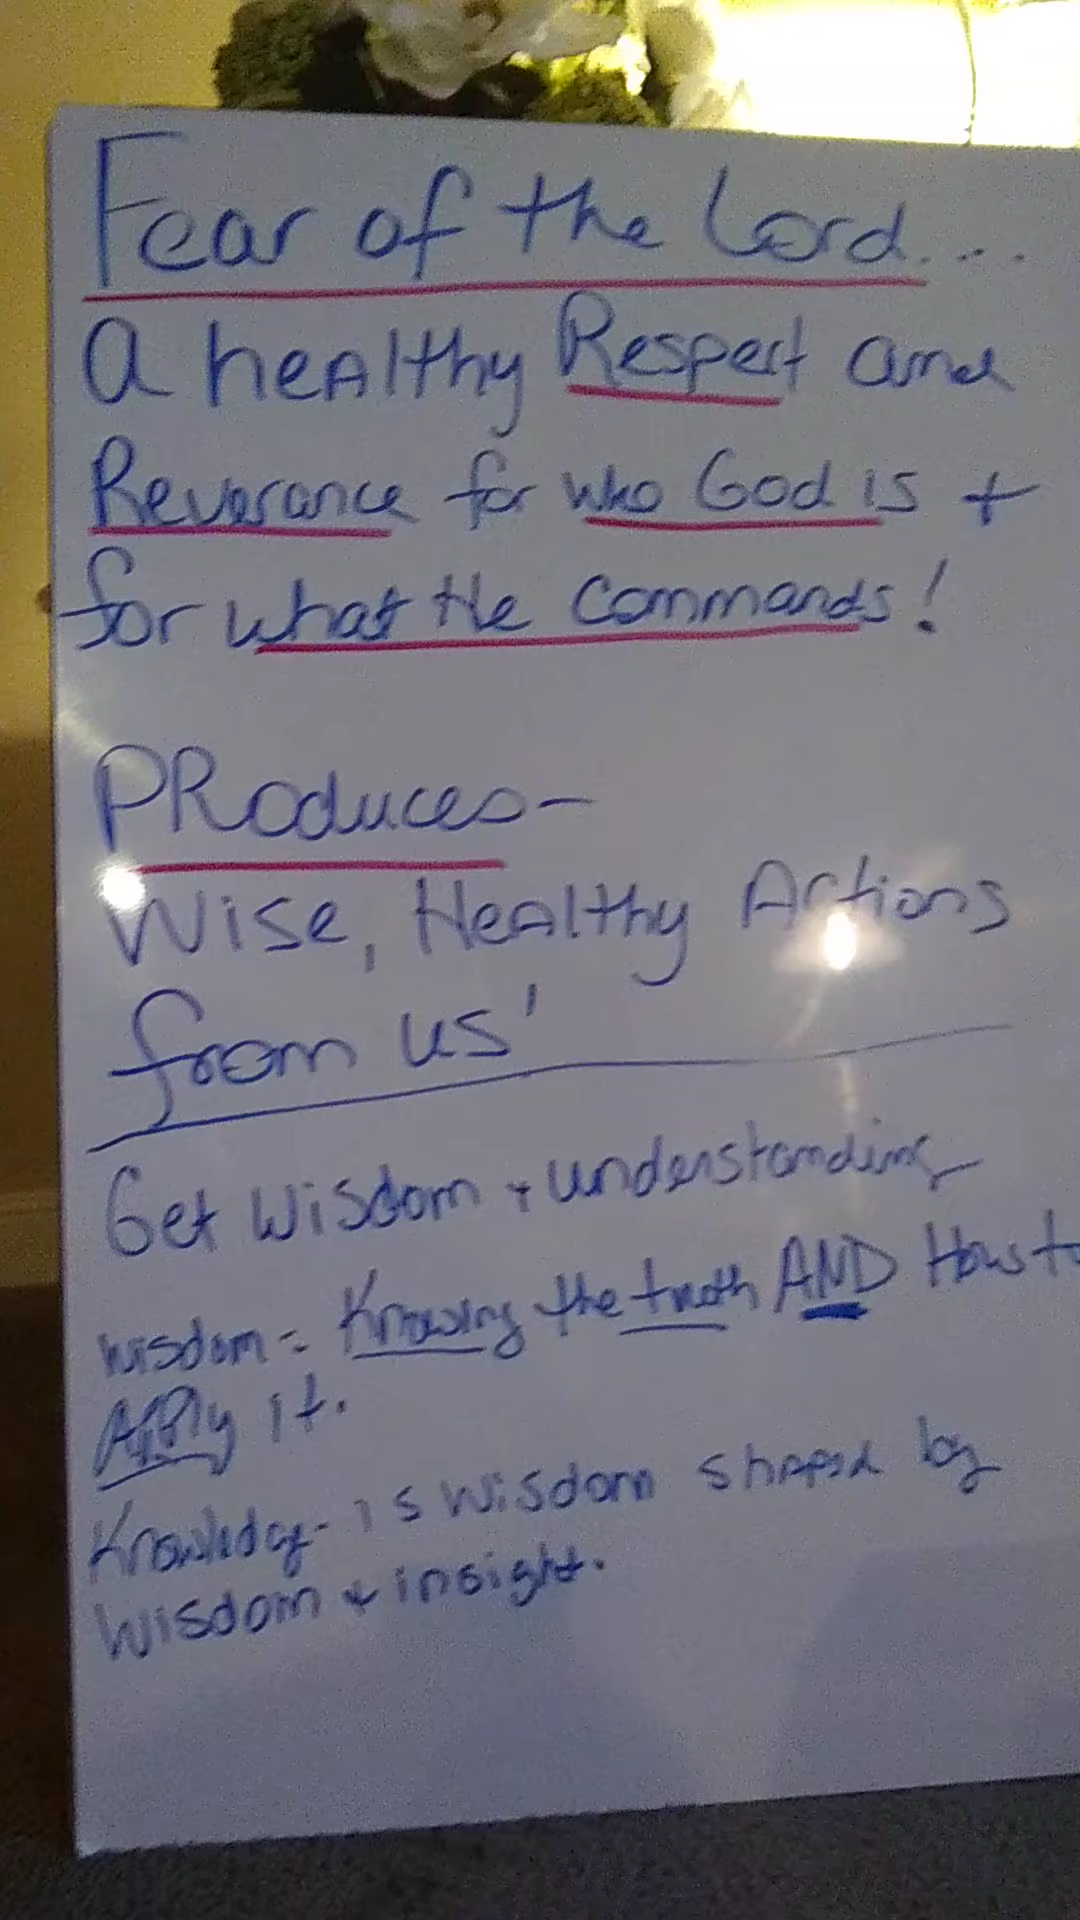 Fear of the Lord....
a healthy Respect and
Reverance for who God is +
for what He Commands!
PRoduces-
Wise, Healthy Actions
from us'
Get Wisdom + understanding
Wisdom = Knowing the truth AND How to
Apply it.
Knowledge- is wisdom shaped by
Wisdom + insight.